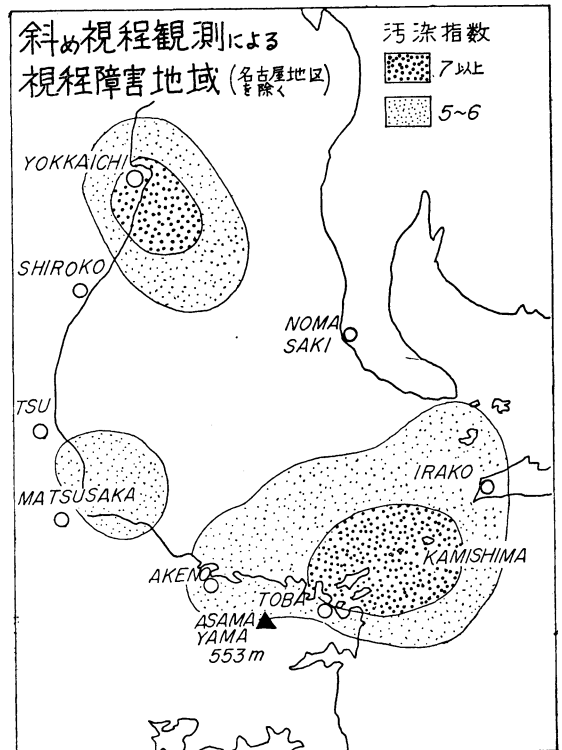 斜め視程観測による
視程障害地域(名古屋地区を除く)
汚染指数
7以上
5~6
YOKKAICHI
SHIROKO
NOMA
SAKI
TSU
MATSUSAKA
IRAKO
KAMISHIMA
AKENO
TOBA
ASAMA
YAMA
553m